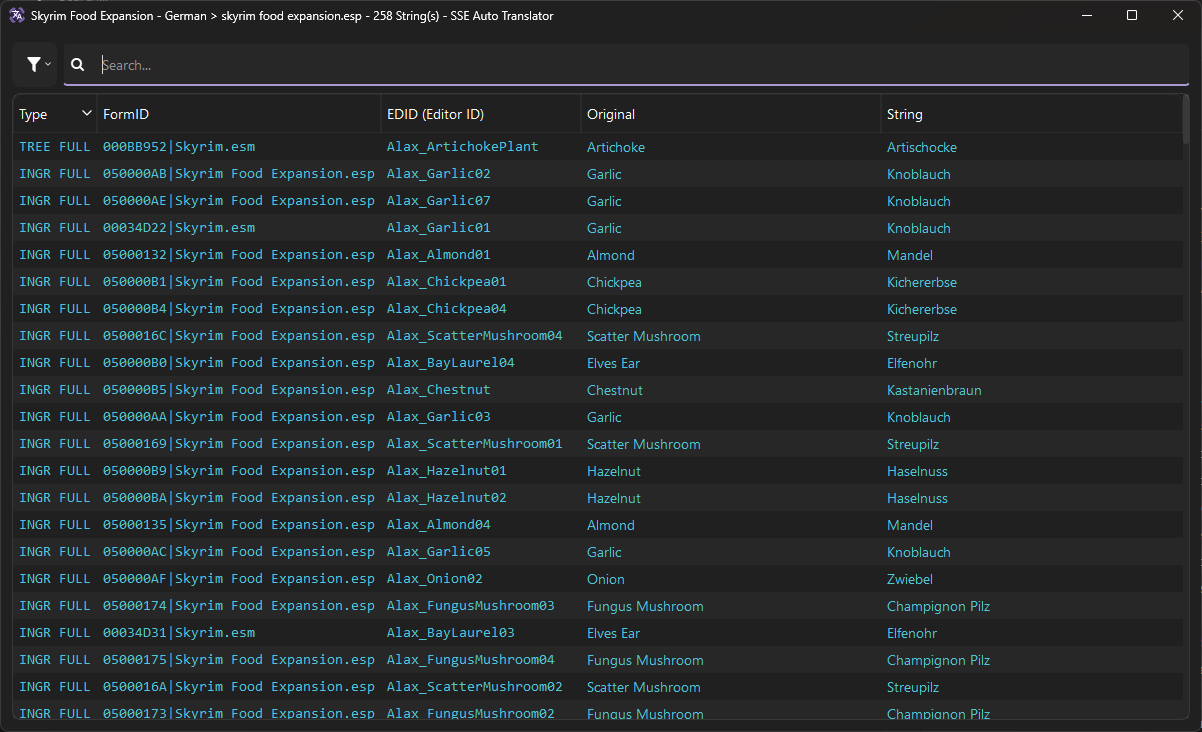 Skyrim Food Expansion - German > skyrim food expansion.esp - 258 String(s) - SSE Auto Translator
Search...
Type FormID EDID (Editor ID) Original String
TREE FULL 000BB952|Skyrim.esm Alax_ArtichokePlant Artichoke Artischocke
INGR FULL 050000AB|Skyrim Food Expansion.esp Alax_Garlic02 Garlic Knoblauch
INGR FULL 050000AE|Skyrim Food Expansion.esp Alax_Garlic07 Garlic Knoblauch
INGR FULL 00034D22|Skyrim.esm Alax_Garlic01 Garlic Knoblauch
INGR FULL 05000132|Skyrim Food Expansion.esp Alax_Almond01 Almond Mandel
INGR FULL 050000B1|Skyrim Food Expansion.esp Alax_Chickpea01 Chickpea Kichererbse
INGR FULL 050000B4|Skyrim Food Expansion.esp Alax_Chickpea04 Chickpea Kichererbse
INGR FULL 0500016C|Skyrim Food Expansion.esp Alax_ScatterMushroom04 Scatter Mushroom Streupilz
INGR FULL 050000B0|Skyrim Food Expansion.esp Alax_BayLaurel04 Elves Ear Elfenohr
INGR FULL 050000B5|Skyrim Food Expansion.esp Alax_Chestnut Chestnut Kastanienbraun
INGR FULL 050000AA|Skyrim Food Expansion.esp Alax_Garlic03 Garlic Knoblauch
INGR FULL 05000169|Skyrim Food Expansion.esp Alax_ScatterMushroom01 Scatter Mushroom Streupilz
INGR FULL 050000B9|Skyrim Food Expansion.esp Alax_Hazelnut01 Hazelnut Haselnuss
INGR FULL 050000BA|Skyrim Food Expansion.esp Alax_Hazelnut02 Hazelnut Haselnuss
INGR FULL 05000135|Skyrim Food Expansion.esp Alax_Almond04 Almond Mandel
INGR FULL 050000AC|Skyrim Food Expansion.esp Alax_Garlic05 Garlic Knoblauch
INGR FULL 050000AF|Skyrim Food Expansion.esp Alax_Onion02 Onion Zwiebel
INGR FULL 05000174|Skyrim Food Expansion.esp Alax_FungusMushroom03 Fungus Mushroom Champignon Pilz
INGR FULL 00034D31|Skyrim.esm Alax_BayLaurel03 Elves Ear Elfenohr
INGR FULL 05000175|Skyrim Food Expansion.esp Alax_FungusMushroom04 Fungus Mushroom Champignon Pilz
INGR FULL 0500016A|Skyrim Food Expansion.esp Alax_ScatterMushroom02 Scatter Mushroom Streupilz
INGR FULL 05000173|Skyrim Food Expansion.esp Alax_FungusMushroom02 Fungus Mushroom Champignon Pilz